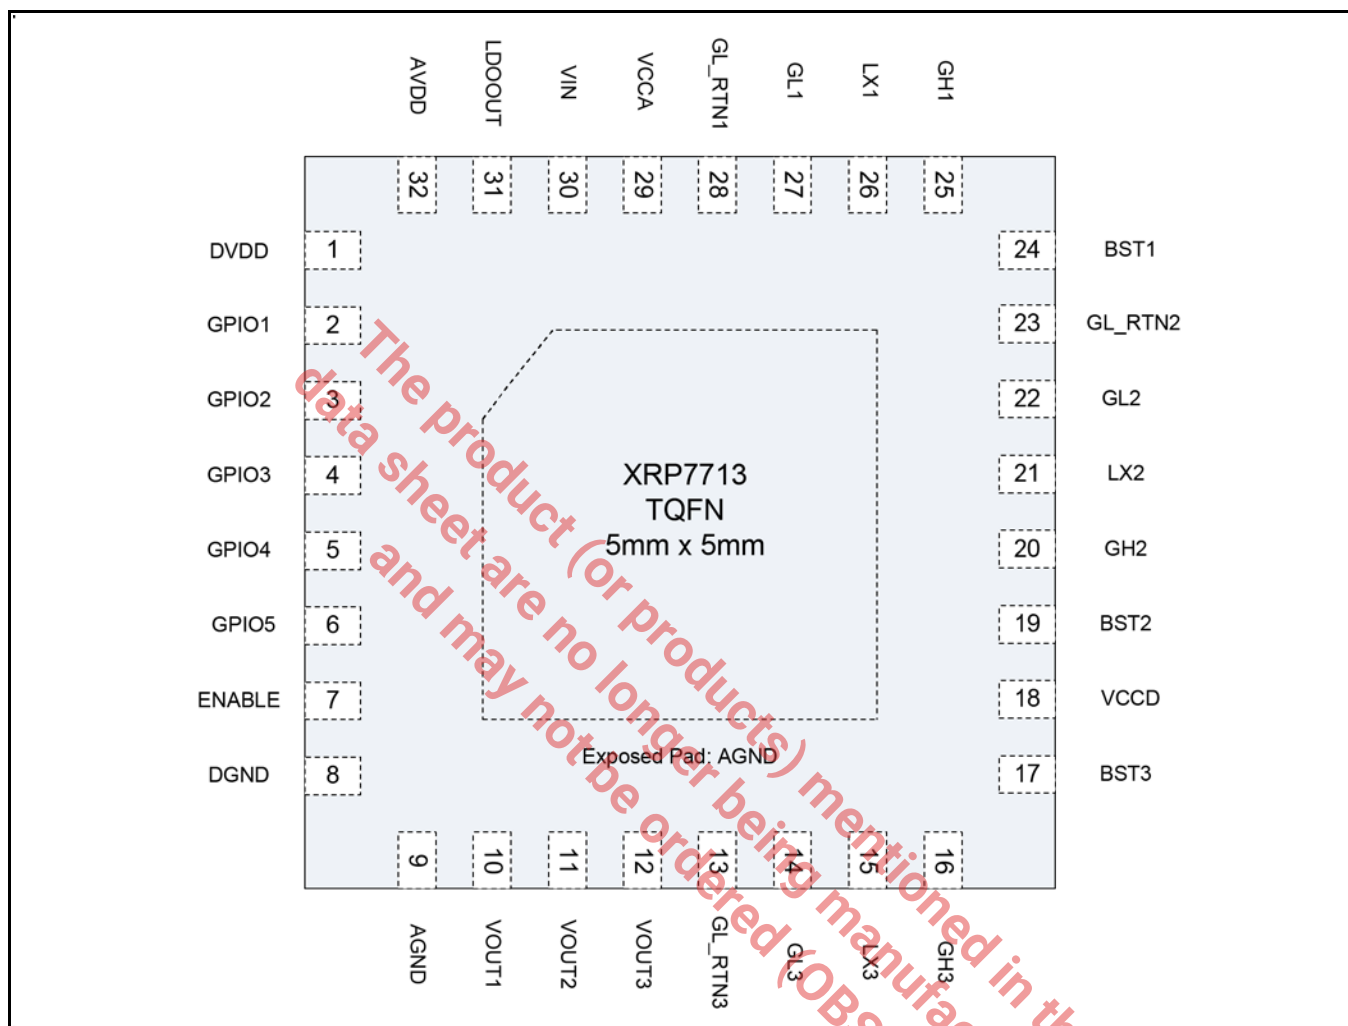 AVDD
LDOOUT
VIN
VCCA
GL_RTN1
GL1
LX1
GH1
32
31
30
29
28
27
26
25
DVDD 1
24 BST1
GPIO1 2
23 GL_RTN2
GPIO2 3
22 GL2
GPIO3 4
21 LX2
GPIO4 5
20 GH2
GPIO5 6
19 BST2
ENABLE 7
18 VCCD
DGND 8
17 BST3
XRP7713
TQFN
5mm x 5mm
Exposed Pad: AGND
9
10
11
12
13
14
15
16
AGND
VOUT1
VOUT2
VOUT3
GL_RTN3
GL3
LX3
GH3
The product (or products) mentioned in
data sheet are no longer being
and may not be ordered